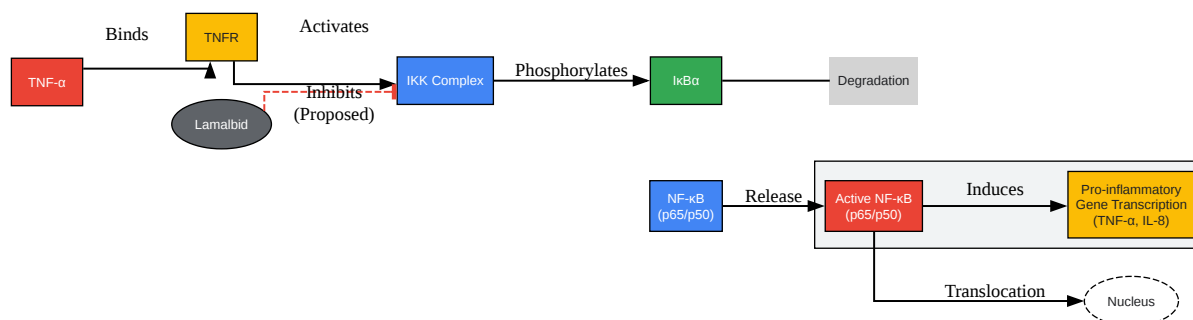 Binds
TNFR
Activates
TNF-α
IKK Complex
Phosphorylates
IκBα
Degradation
Inhibits
(Proposed)
Lamalbid
NF-κB
(p65/p50)
Release
Active NF-κB
(p65/p50)
Induces
Pro-inflammatory
Gene Transcription
(TNF-α, IL-8)
Translocation
Nucleus